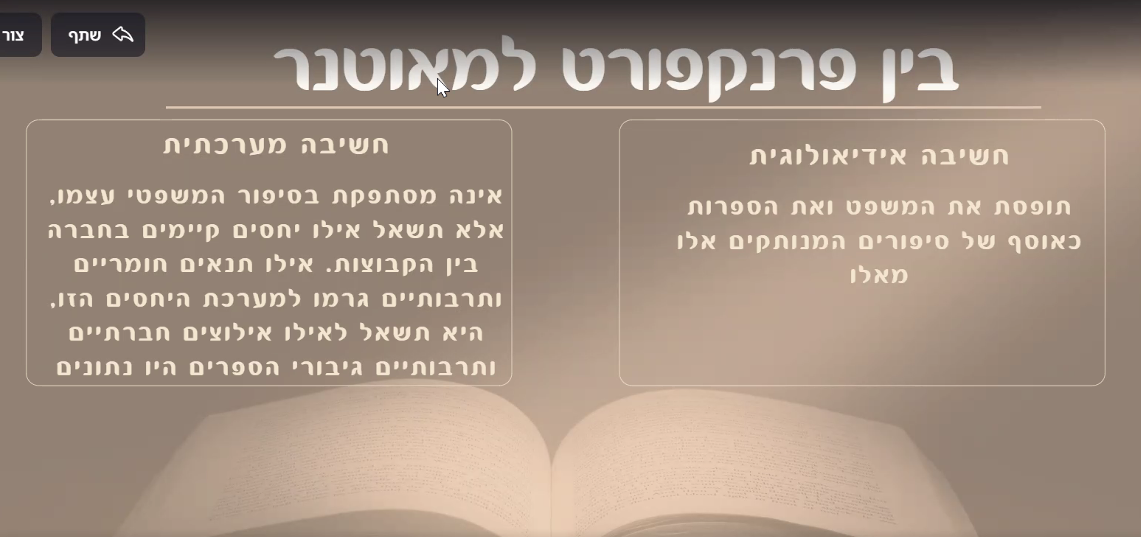 שתף
צור
בין פרנקפורט למאוטנר
חשיבה אידיאולוגית
תופסת את המשפט ואת הספרות
כאוסף של סיפורים המנותקים אלו
מאלו
חשיבה מערכתית
אינה מסתפקת בסיפור המשפטי עצמו,
אלא תשאל אילו יחסים קיימים בחברה
בין הקבוצות. אילו תנאים חומריים
ותרבותיים גרמו למערכת היחסים הזו,
היא תשאל לאילו אילוצים חברתיים
ותרבותיים גיבורי הספרים היו נתונים